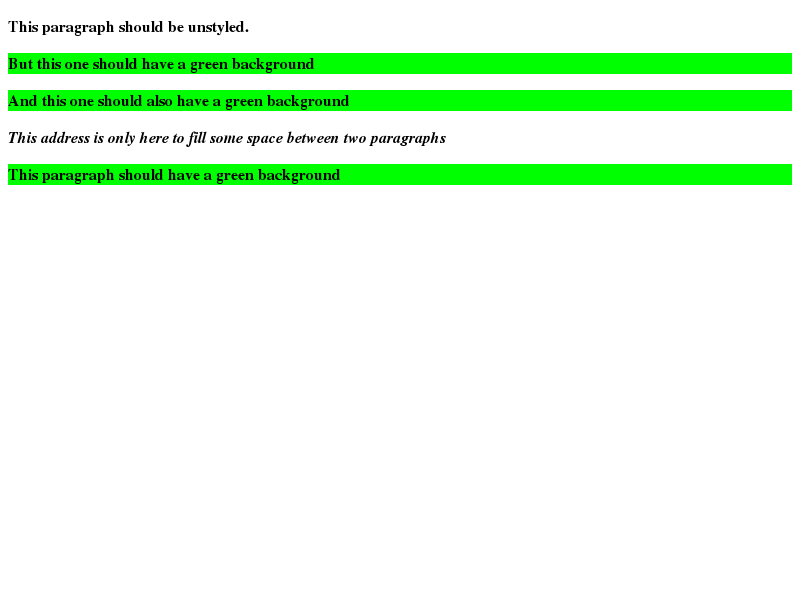 This paragraph should be unstyled.
But this one should have a green background
And this one should also have a green background
This address is only here to fill some space between two paragraphs
This paragraph should have a green background